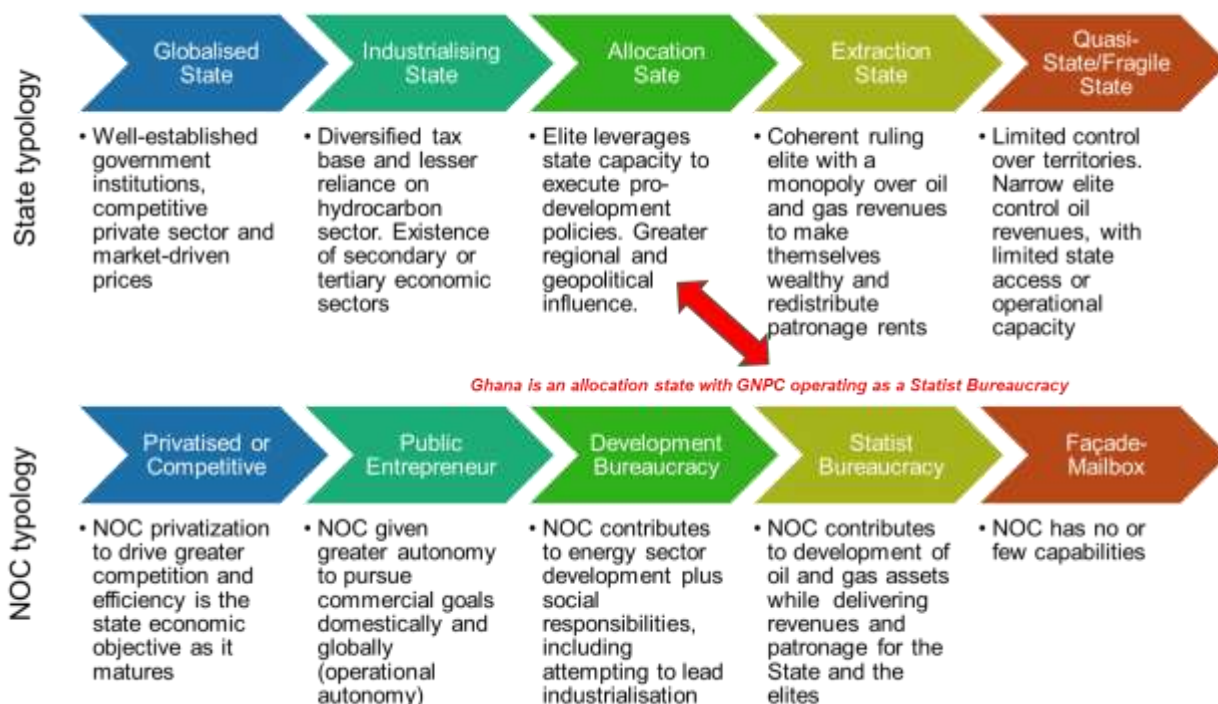 State typology
Globalised
State
• Well-established
government
institutions,
competitive
private sector and
market-driven
prices
Industrialising
State
• Diversified tax
base and lesser
reliance on
hydrocarbon
sector. Existence
of secondary or
tertiary economic
sectors
Allocation
Sate
• Elite leverages
state capacity to
execute pro-
development
policies. Greater
regional and
geopolitical
influence.
Extraction
State
• Coherent ruling
elite with a
monopoly over oil
and gas revenues
to make
themselves
wealthy and
redistribute
patronage rents
Quasi-
State/Fragile
State
• Limited control
over territories.
Narrow elite
control oil
revenues, with
limited state
access or
operational
capacity
Ghana is an allocation state with GNPC operating as a Statist Bureaucracy
NOC typology
Privatised or
Competitive
• NOC privatization
to drive greater
competition and
efficiency is the
state economic
objective as it
matures
Public
Entrepreneur
• NOC given
greater autonomy
to pursue
commercial goals
domestically and
globally
(operational
autonomy)
Development
Bureaucracy
• NOC contributes
to energy sector
development plus
social
responsibilities,
including
attempting to lead
industrialisation
Statist
Bureaucracy
• NOC contributes to
development of
oil and gas assets
while delivering
revenues and
patronage for the
State and the
elites
Façade-
Mailbox
• NOC has no or
few capabilities